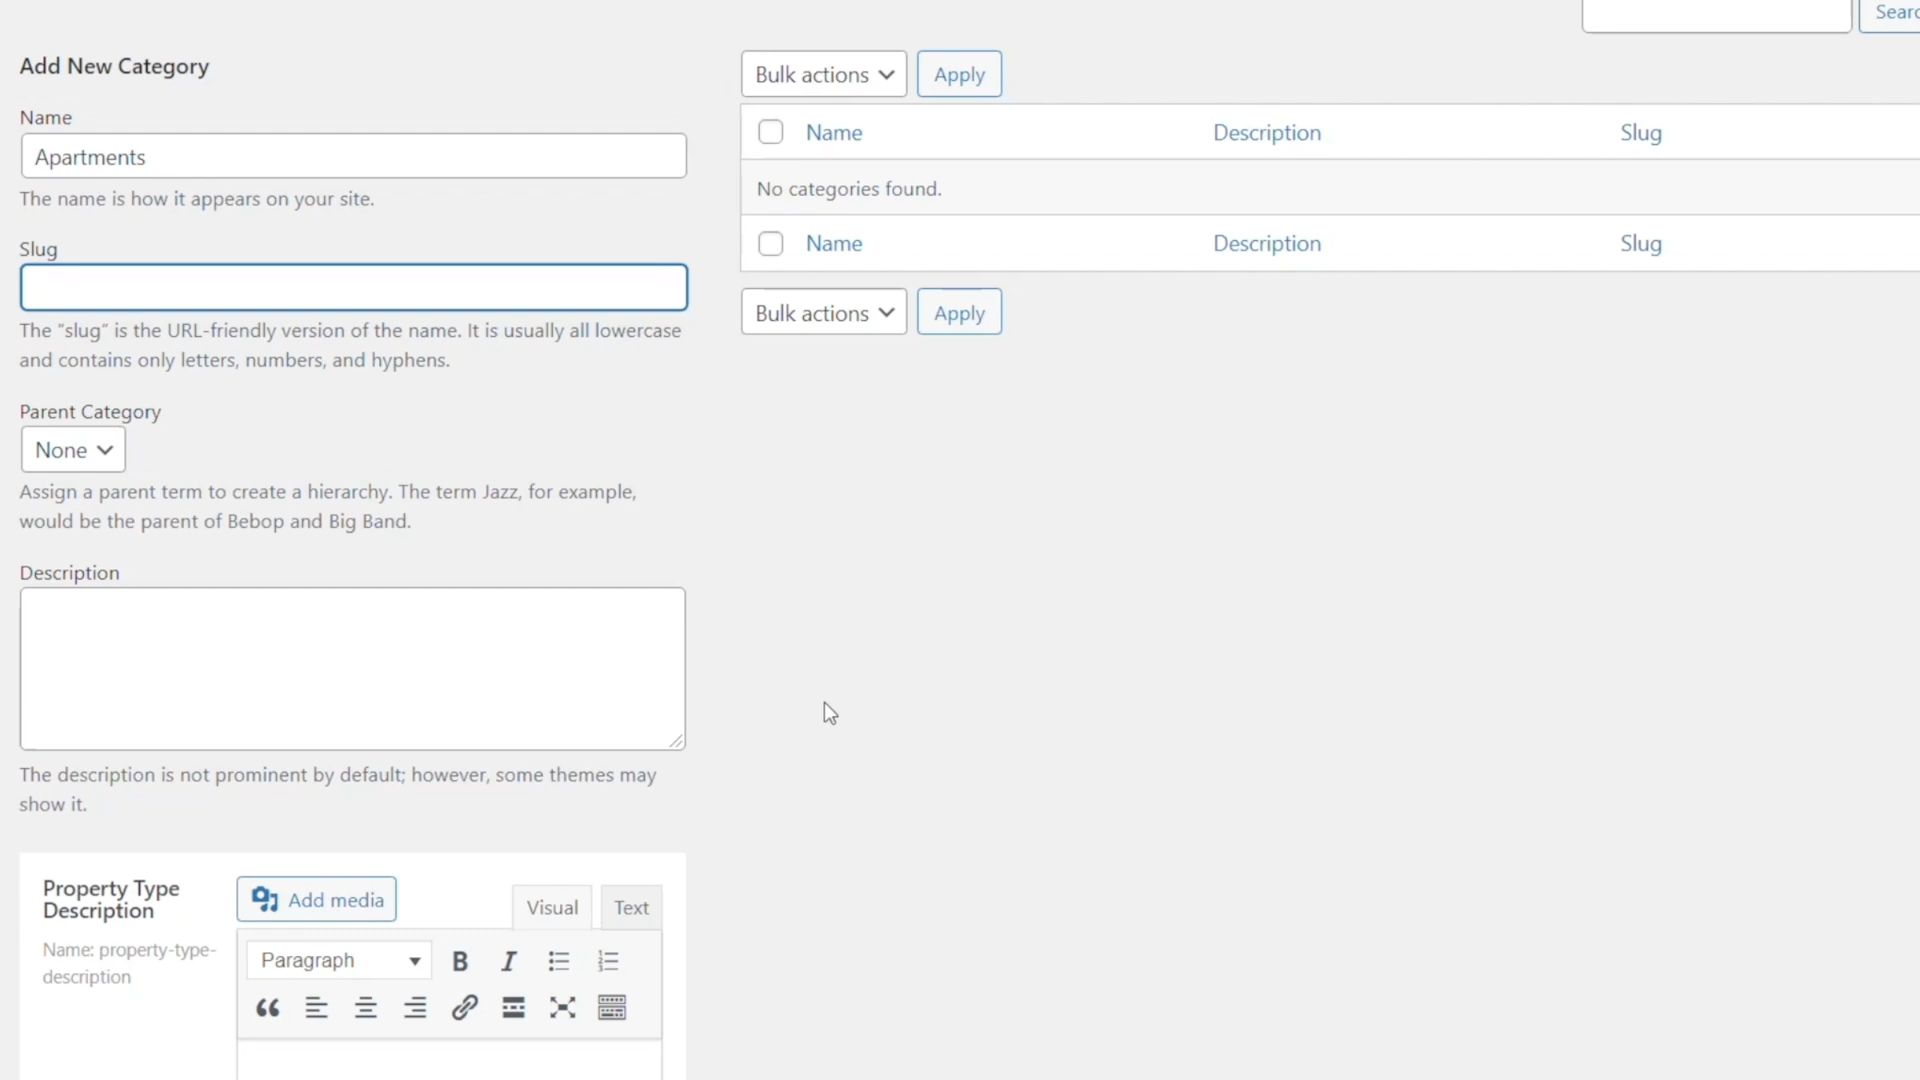 Searc
Add New Category
Bulk actions Apply
Name
Apartments
The name is how it appears on your site.
Slug
The “slug” is the URL-friendly version of the name. It is usually all lowercase
and contains only letters, numbers, and hyphens.
Parent Category
None
Assign a parent term to create a hierarchy. The term Jazz, for example,
would be the parent of Bebop and Big Band.
Description
The description is not prominent by default; however, some themes may
show it.
Property Type
Description
Name: property-type-
description
Add media
Visual Text
Paragraph B I
Name Description Slug
No categories found.
Name Description Slug
Bulk actions Apply